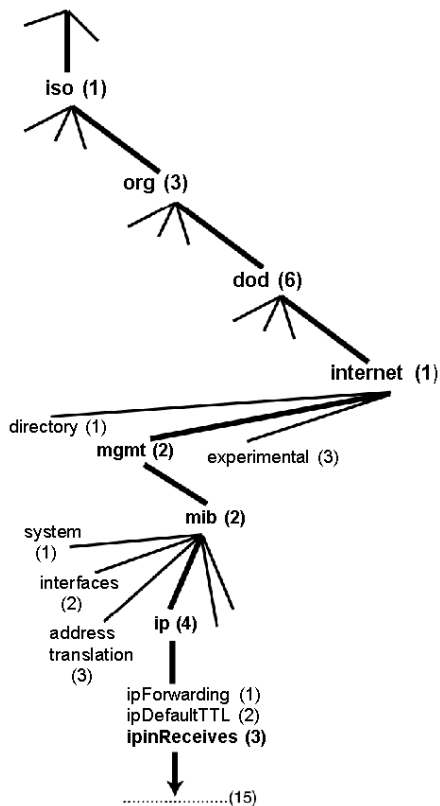 iso (1)
org (3)
dod (6)
internet (1)
directory (1)
mgmt (2)
experimental (3)
mib (2)
system
(1)
interfaces
(2)
address
translation
(3)
ip (4)
ipForwarding (1)
ipDefaultTTL (2)
ipinReceives (3)
(15)